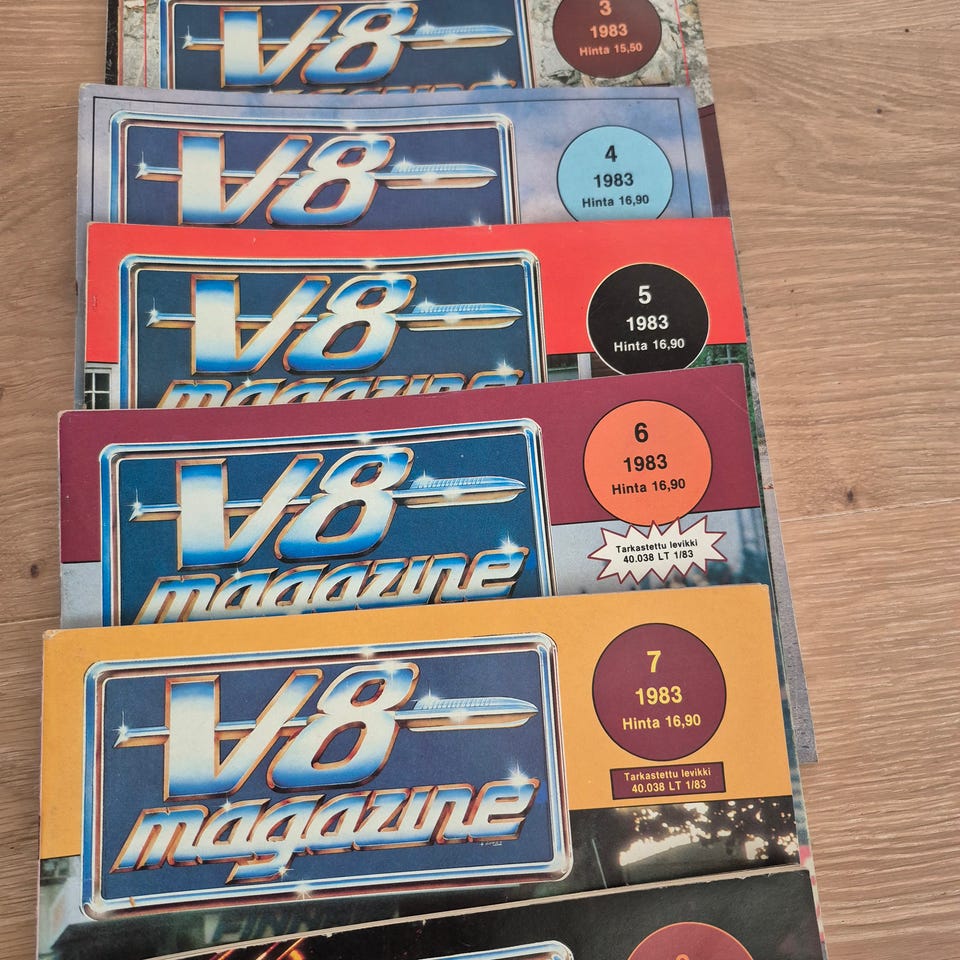 V8
3
1983
Hinta 15,50
V8
4
1983
Hinta 16,90
V8
magazine
5
1983
Hinta 16,90
V8
magazine
6
1983
Hinta 16,90
Tarkastettu levikki
40.038 LT 1/83
V8
magazine
7
1983
Hinta 16,90
Tarkastettu levikki
40.038 LT 1/83